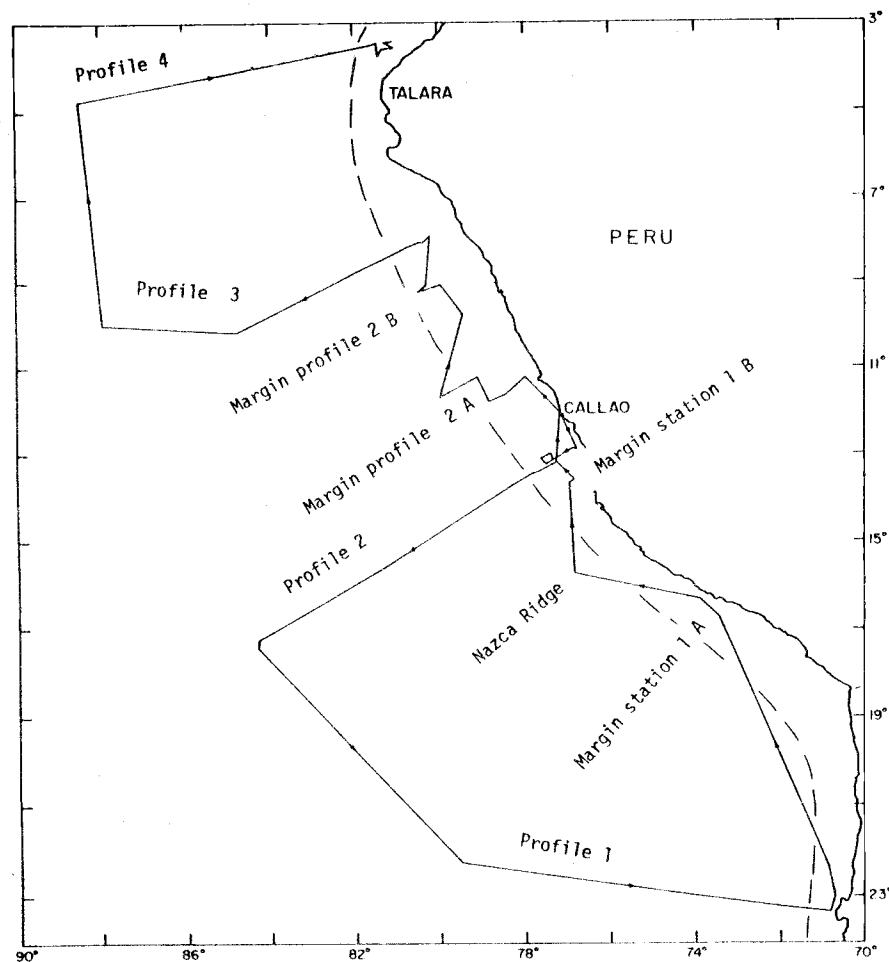 3°
Profile 4
TALARA
7°
PERU
Profile 3
Margin profile 2 B
11°
CALLAO
Margin profile 2 A
Margin station 1 B
Profile 2
15°
Nazca Ridge
Margin station 1 A
19°
Profile 1
23°
90°
86°
82°
78°
74°
70°